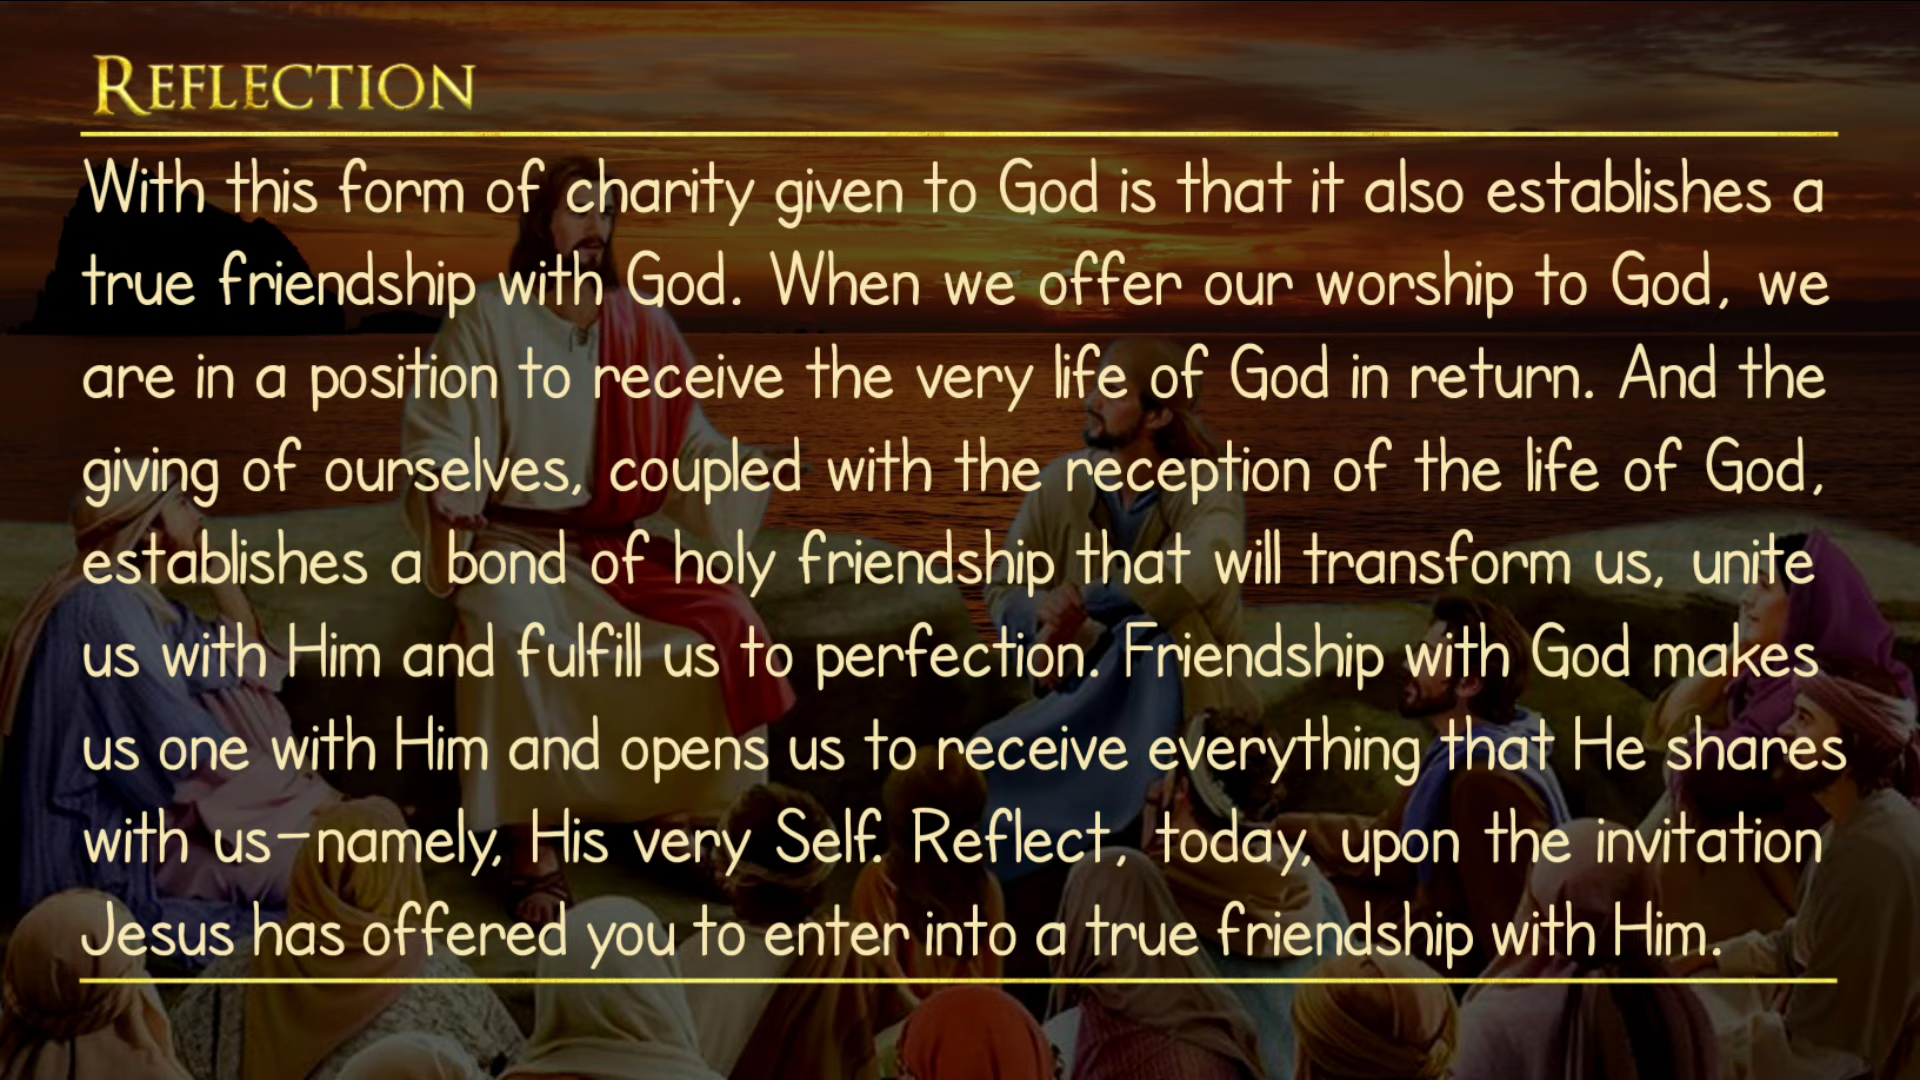 REFLECTION
With this form of charity given to God is that it also establishes a
true friendship with God. When we offer our worship to God, we
are in a position to receive the very life of God in return. And the
giving of ourselves, coupled with the reception of the life of God,
establishes a bond of holy friendship that will transform us, unite
us with Him and fulfill us to perfection. Friendship with God makes
us one with Him and opens us to receive everything that He shares
with us—namely, His very Self. Reflect, today, upon the invitation
Jesus has offered you to enter into a true friendship with Him.